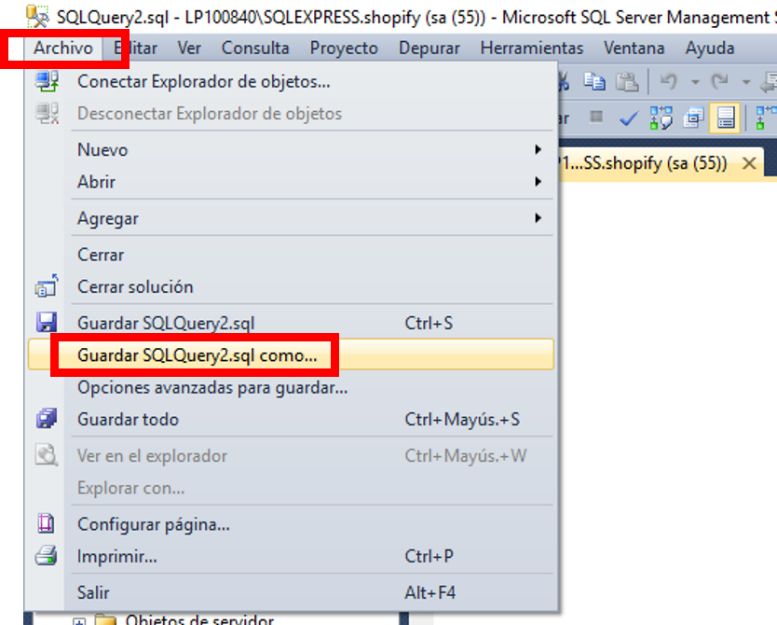 SQLQuery2.sql - LP100840\SQLEXPRESS.shopify (sa (55)) - Microsoft SQL Server Management S
Archivo Editar Ver Consulta Proyecto Depurar Herramientas Ventana Ayuda
Conectar Explorador de objetos...
Desconectar Explorador de objetos
Nuevo
Abrir
Agregar
Cerrar
Cerrar solución
Guardar SQLQuery2.sql Ctrl+S
Guardar SQLQuery2.sql como...
Opciones avanzadas para guardar...
Guardar todo Ctrl+Mayús.+S
Ver en el explorador Ctrl+Mayús.+W
Explorar con...
Configurar página...
Imprimir... Ctrl+P
Salir Alt+F4
ar
1...SS.shopify (sa (55))
Objetos de servidor